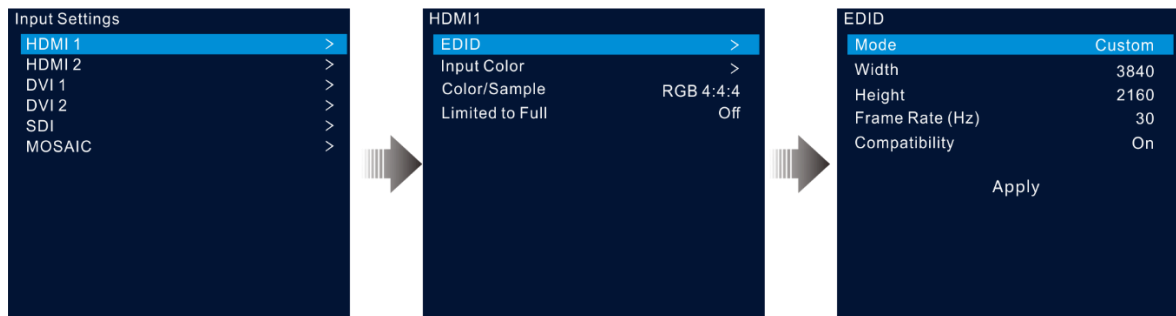 Input Settings
HDMI 1 >
HDMI 2 >
DVI 1 >
DVI 2 >
SDI >
MOSAIC >
HDMI1
EDID >
Input Color >
Color/Sample RGB 4:4:4
Limited to Full Off
EDID
Mode Custom
Width 3840
Height 2160
Frame Rate (Hz) 30
Compatibility On
Apply